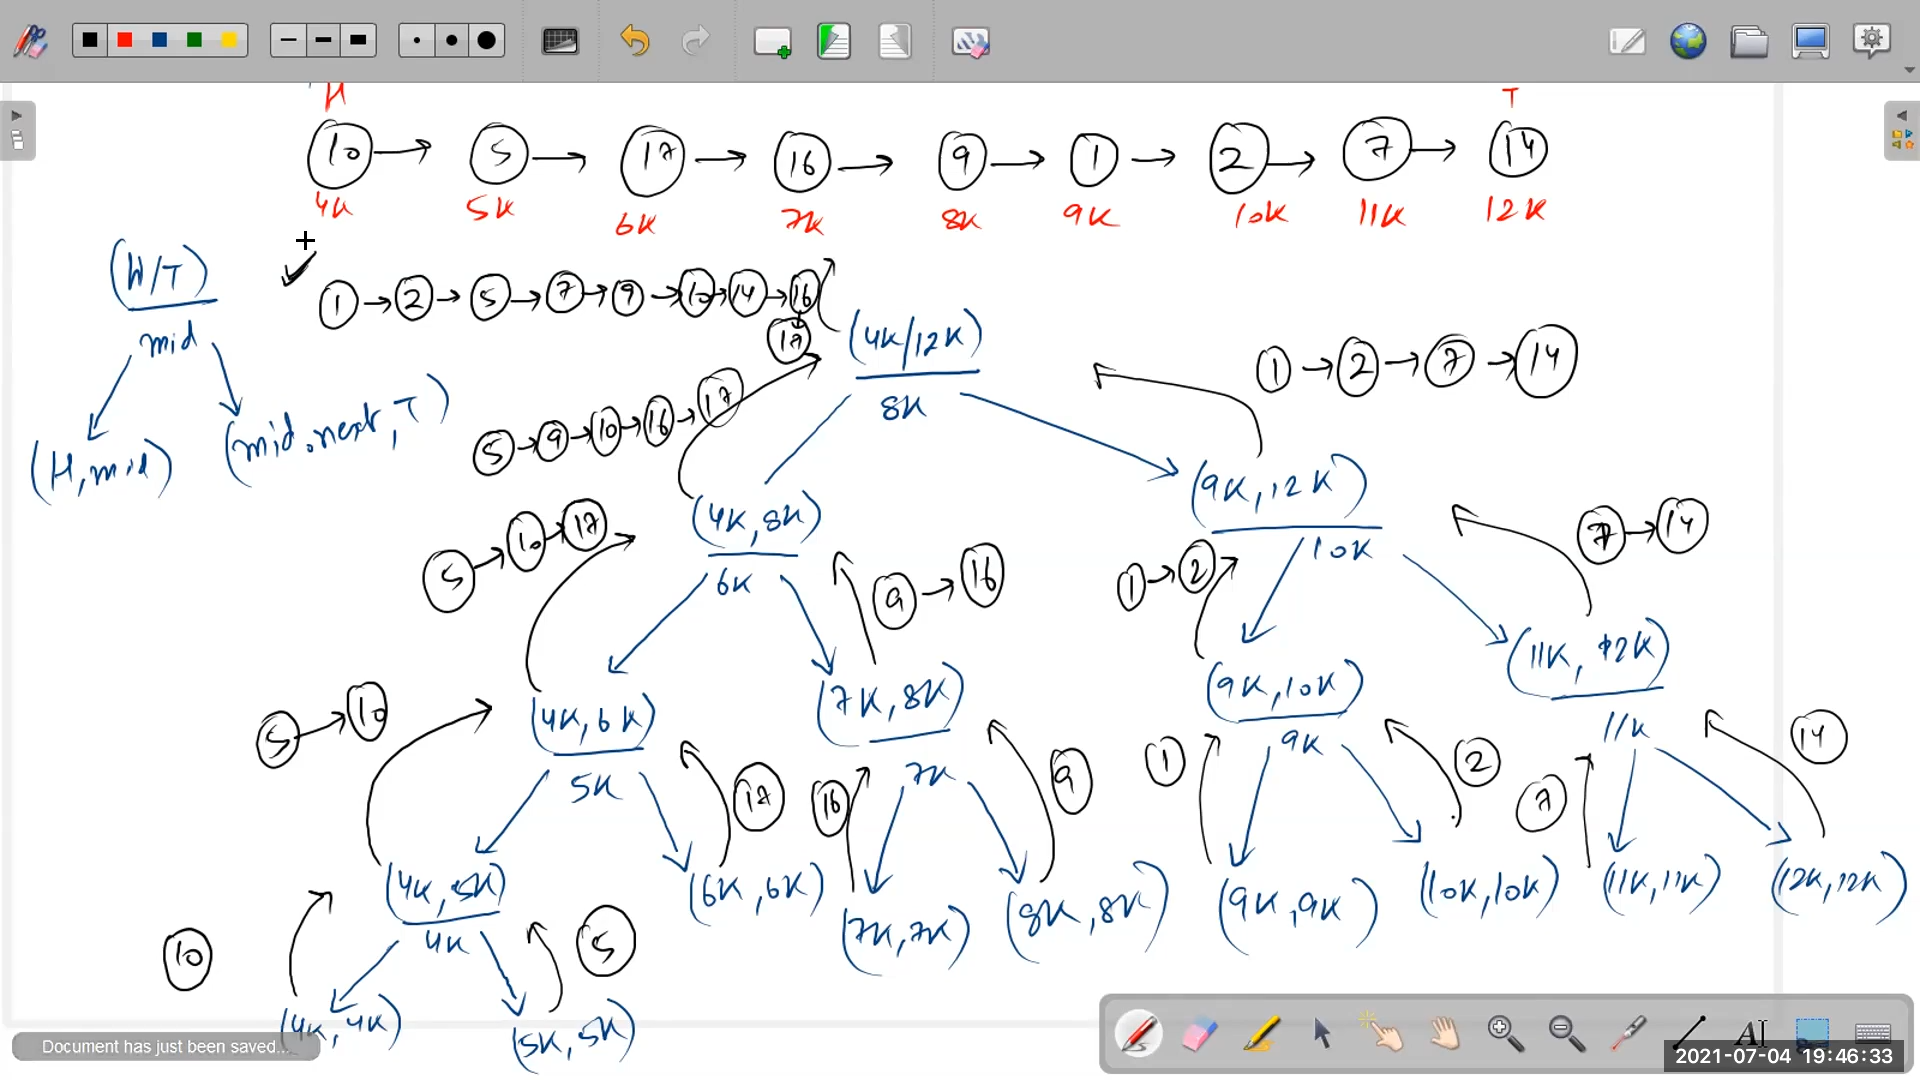 H T
10 → 5 → 17 → 16 → 9 → 1 → 2 → 7 → 14
4K 5K 6K 7K 8K 9K 10K 11K 12K
(H/T)
mid
(H, mid) (mid.next, T)
1 → 2 → 5 → 7 → 9 → 10 → 14 → 16
17
(4K/12K)
8K
1 → 2 → 7 → 14
5 → 9 → 10 → 16 → 17
(4K, 8K)
6K
(9K, 12K)
10K
5 → 10 → 17
9 → 16
1 → 2
7 → 14
(4K, 6K)
5K
(7K, 8K)
7K
(9K, 10K)
9K
(11K, 12K)
11K
5 → 10
17
16
9
1
2
7
14
(4K, 5K)
4K
(6K, 6K)
(7K, 7K)
(8K, 8K)
(9K, 9K)
(10K, 10K)
(11K, 11K)
(12K, 12K)
10
5
(4K, 4K)
(5K, 5K)
Document has just been saved...
A
2021-07-04 19:46:33